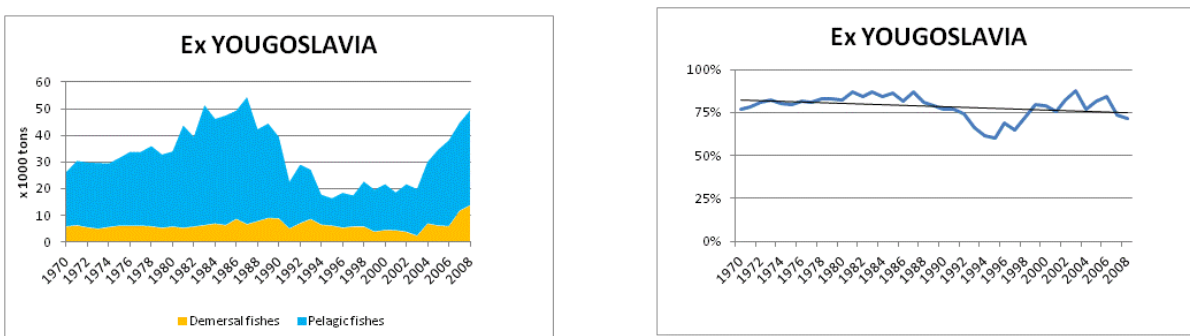 Ex YOUGOSLAVIA
60
50
40
30
20
10
0
x 1000 tons
1970 1972 1974 1976 1978 1980 1982 1984 1986 1988 1990 1992 1994 1996 1998 2000 2002 2004 2006 2008
Demersal fishes Pelagic fishes
Ex YOUGOSLAVIA
100%
75%
50%
25%
0%
1970 1972 1974 1976 1978 1980 1982 1984 1986 1988 1990 1992 1994 1996 1998 2000 2002 2004 2006 2008